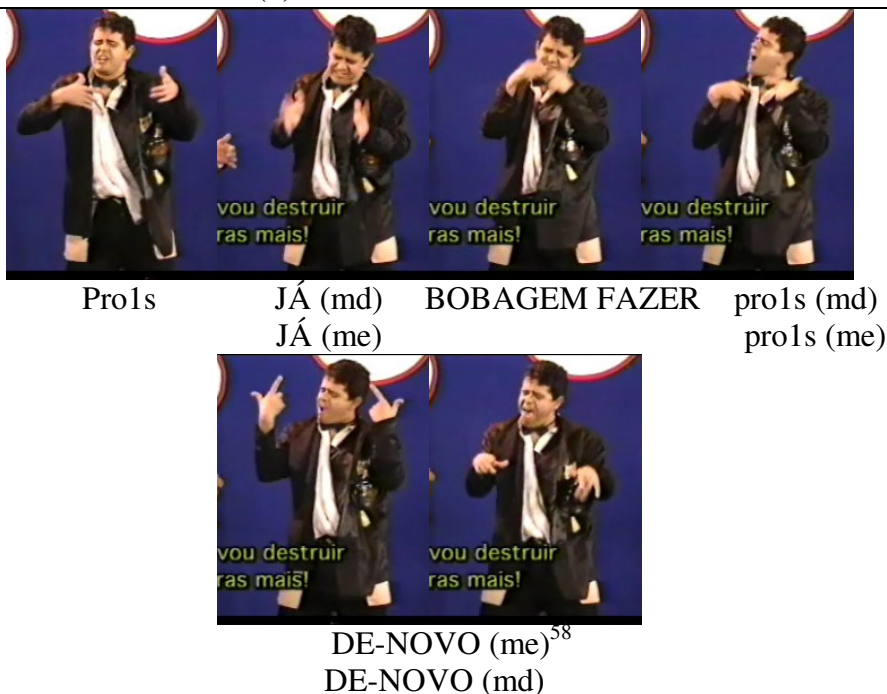 vou destruir vou destruir vou destruir
ras mais! ras mais! ras mais!
Pro1s JÁ (md) BOBAGEM FAZER pro1s (md)
JÁ (me) pro1s (me)
vou destruir vou destruir
ras mais! ras mais!
DE-NOVO (me)58
DE-NOVO (md)